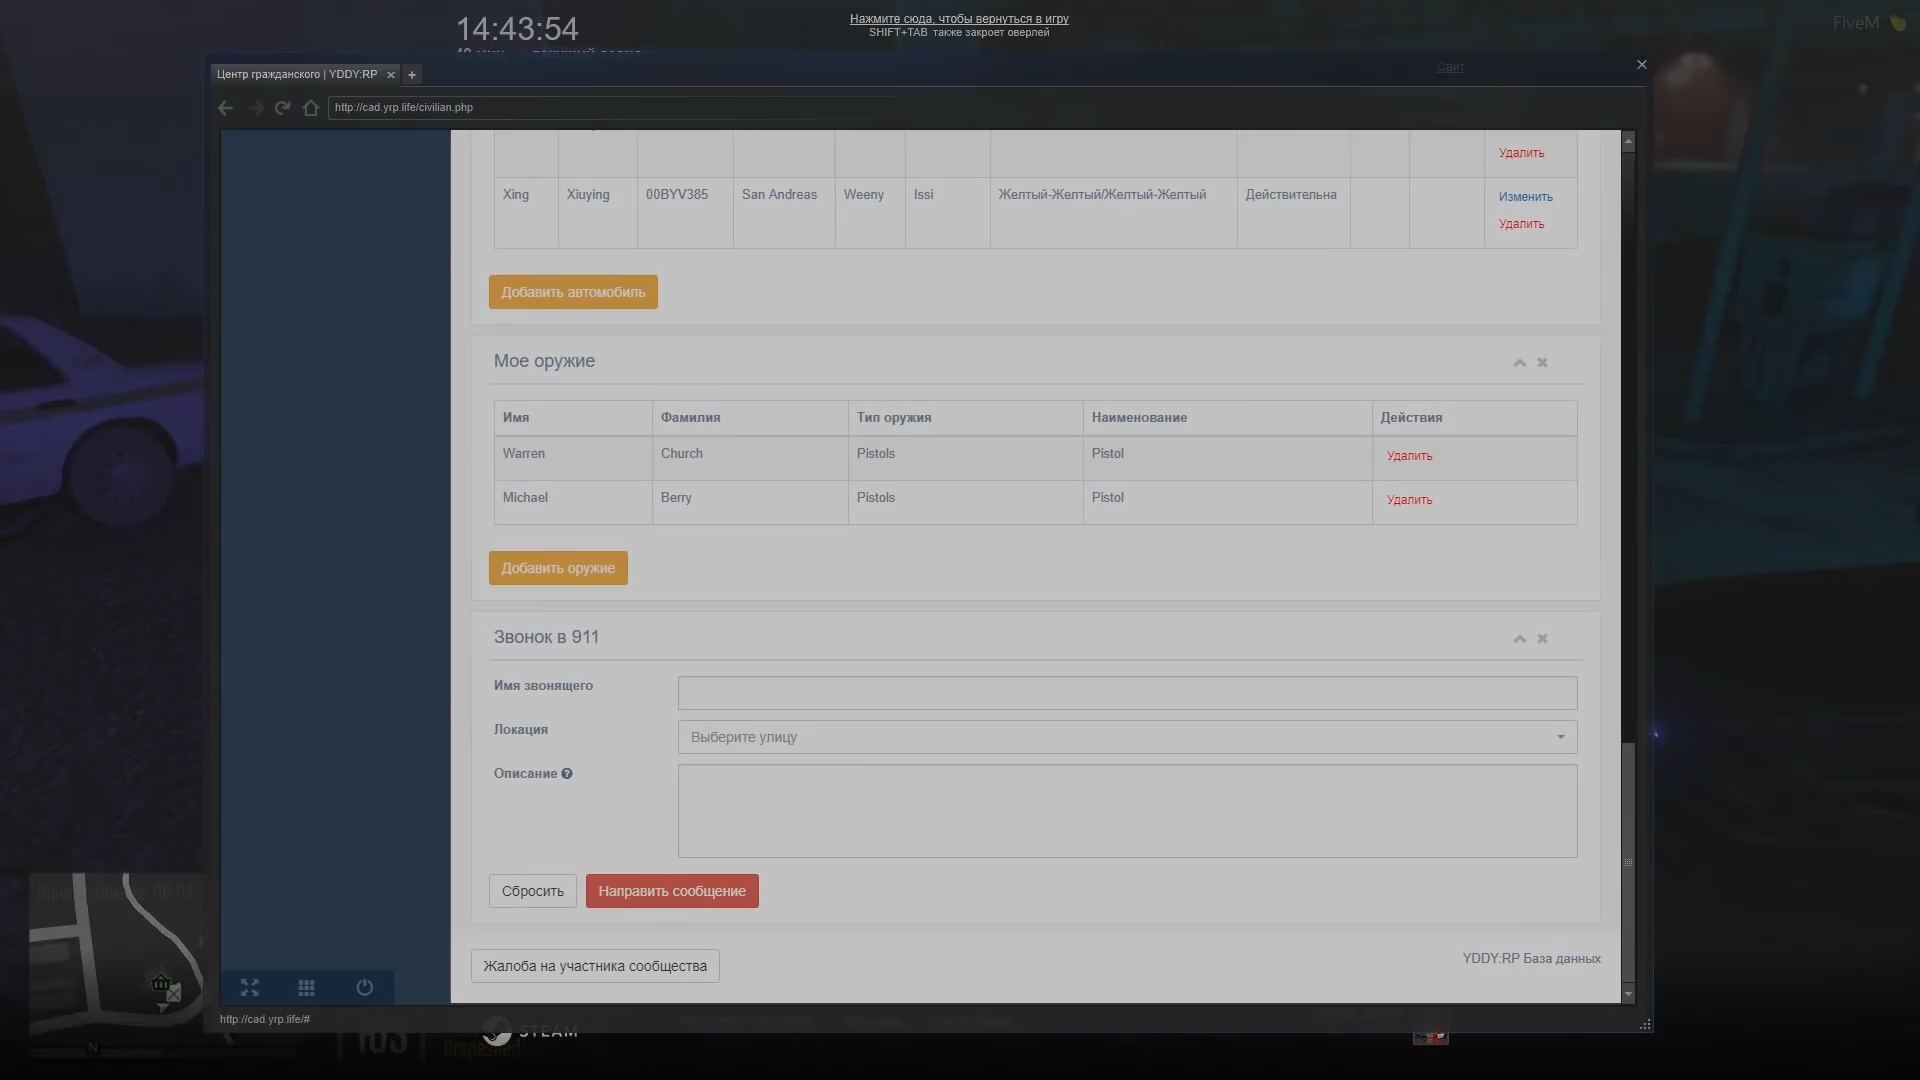 14:43:54
Нажмите сюда, чтобы вернуться в игру
SHIFT+TAB также закроет оверлей
FiveM
Центр гражданского | YDDY:RP
Сайт
http://cad.yrp.life/civilian.php
Удалить
Xing Xiuying 00BYV385 San Andreas Weeny Issi Желтый-Желтый/Желтый-Желтый Действительна Изменить
Удалить
Добавить автомобиль
Мое оружие
Имя Фамилия Тип оружия Наименование Действия
Warren Church Pistols Pistol Удалить
Michael Berry Pistols Pistol Удалить
Добавить оружие
Звонок в 911
Имя звонящего
Локация Выберите улицу
Описание
Сбросить Направить сообщение
Жалоба на участника сообщества
YDDY:RP База данных
http://cad.yrp.life/#
N
STEAM
Grapeseed